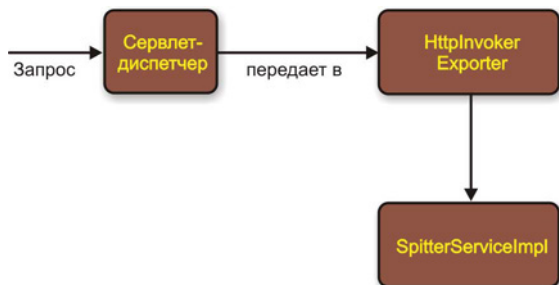 Запрос
Сервлет-
диспетчер
передает в
HttpInvoker
Exporter
SpitterServiceImpl